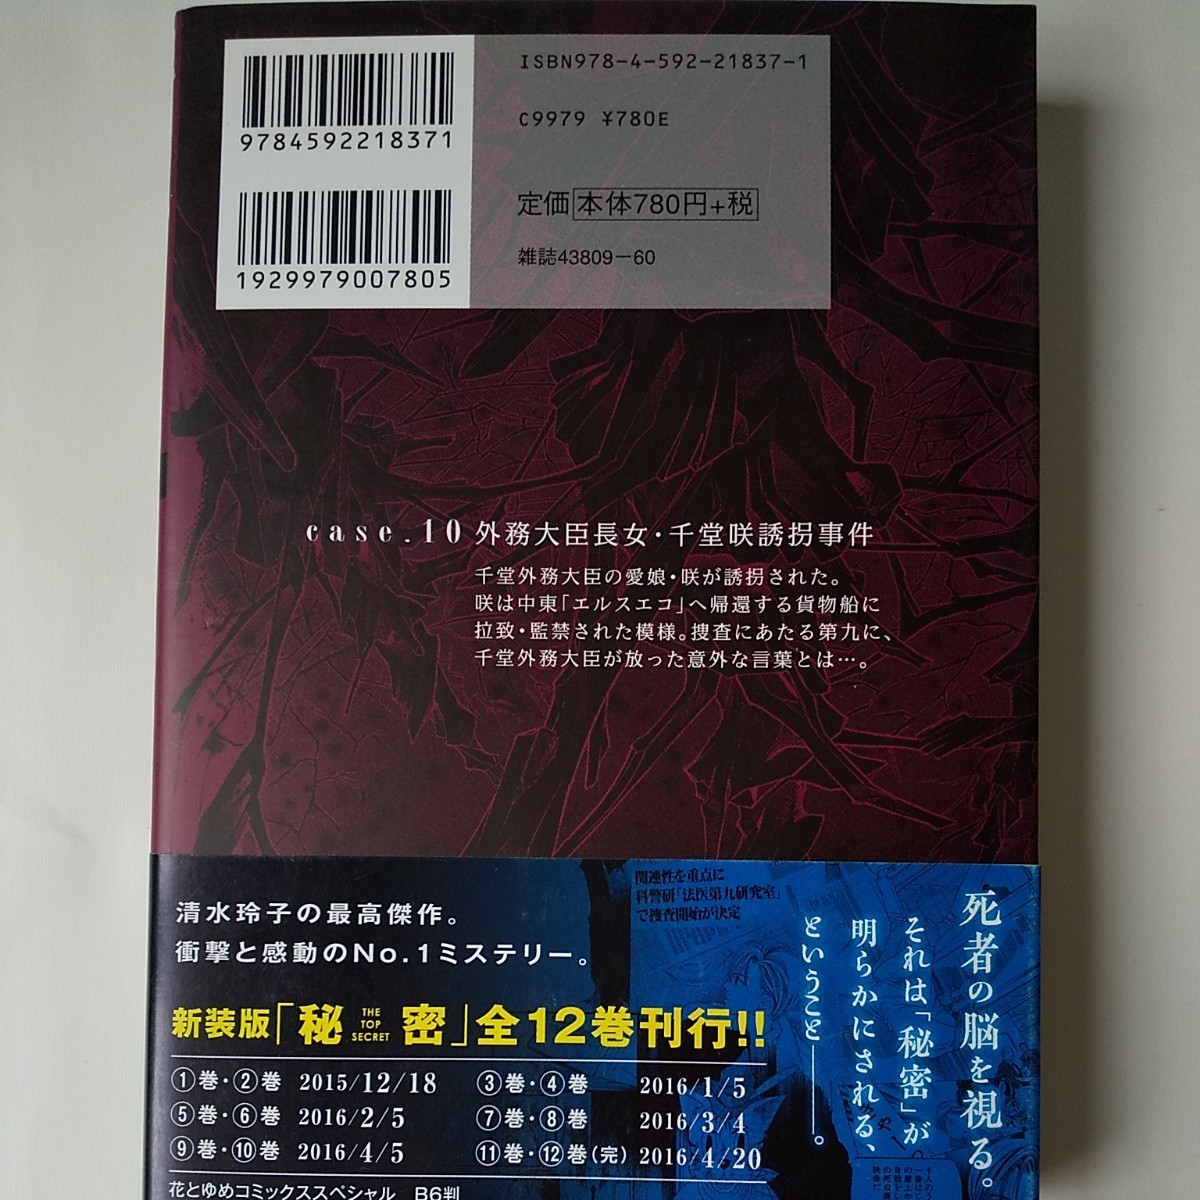 ISBN978-4-592-21837-1
9784592218371
C9979 ¥780E
定価 本体780円+税
1929979007805
雑誌43809-60
case.10 外務大臣長女・千堂咲誘拐事件
千堂外務大臣の愛娘・咲が誘拐された。
咲は中東「エルスエコ」へ帰還する貨物船に
拉致・監禁された模様。捜査にあたる第九に、
千堂外務大臣が放った意外な言葉とは…。
関連性を重点に
科警研「法医第九研究室」
で捜査開始が決定
死者の脳を視る。
それは「秘密」が
明らかにされる、
ということ――。
清水玲子の最高傑作。
衝撃と感動のNo.1ミステリー。
新装版「秘 THE TOP SECRET 密」全12巻刊行!!
①巻・②巻 2015/12/18 ③巻・④巻 2016/1/5
⑤巻・⑥巻 2016/2/5 ⑦巻・⑧巻 2016/3/4
⑨巻・⑩巻 2016/4/5 ⑪巻・⑫巻(完) 2016/4/20
花とゆめコミックススペシャル B6判